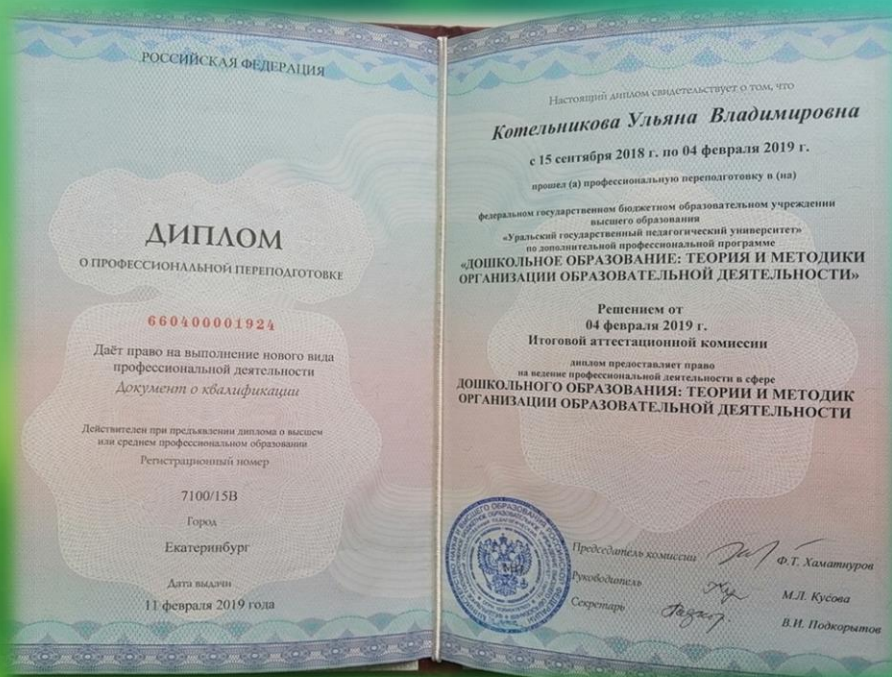 РОССИЙСКАЯ ФЕДЕРАЦИЯ
ДИПЛОМ
О ПРОФЕССИОНАЛЬНОЙ ПЕРЕПОДГОТОВКЕ
660400001924
Даёт право на выполнение нового вида
профессиональной деятельности
Документ о квалификации
Действителен при предъявлении диплома о высшем
или среднем профессиональном образовании
Регистрационный номер
7100/15В
Город
Екатеринбург
Дата выдачи
11 февраля 2019 года
Настоящий диплом свидетельствует о том, что
Котельникова Ульяна Владимировна
с 15 сентября 2018 г. по 04 февраля 2019 г.
прошел (а) профессиональную переподготовку в (на)
федеральном государственном бюджетном образовательном учреждении
высшего образования
«Уральский государственный педагогический университет»
по дополнительной профессиональной программе
«ДОШКОЛЬНОЕ ОБРАЗОВАНИЕ: ТЕОРИЯ И МЕТОДИКИ
ОРГАНИЗАЦИИ ОБРАЗОВАТЕЛЬНОЙ ДЕЯТЕЛЬНОСТИ»
Решением от
04 февраля 2019 г.
Итоговой аттестационной комиссии
диплом предоставляет право
на ведение профессиональной деятельности в сфере
ДОШКОЛЬНОГО ОБРАЗОВАНИЯ: ТЕОРИИ И МЕТОДИК
ОРГАНИЗАЦИИ ОБРАЗОВАТЕЛЬНОЙ ДЕЯТЕЛЬНОСТИ
Председатель комиссии Ф.Т. Хаматнуров
Руководитель М.Л. Кусова
Секретарь В.И. Подкорытов